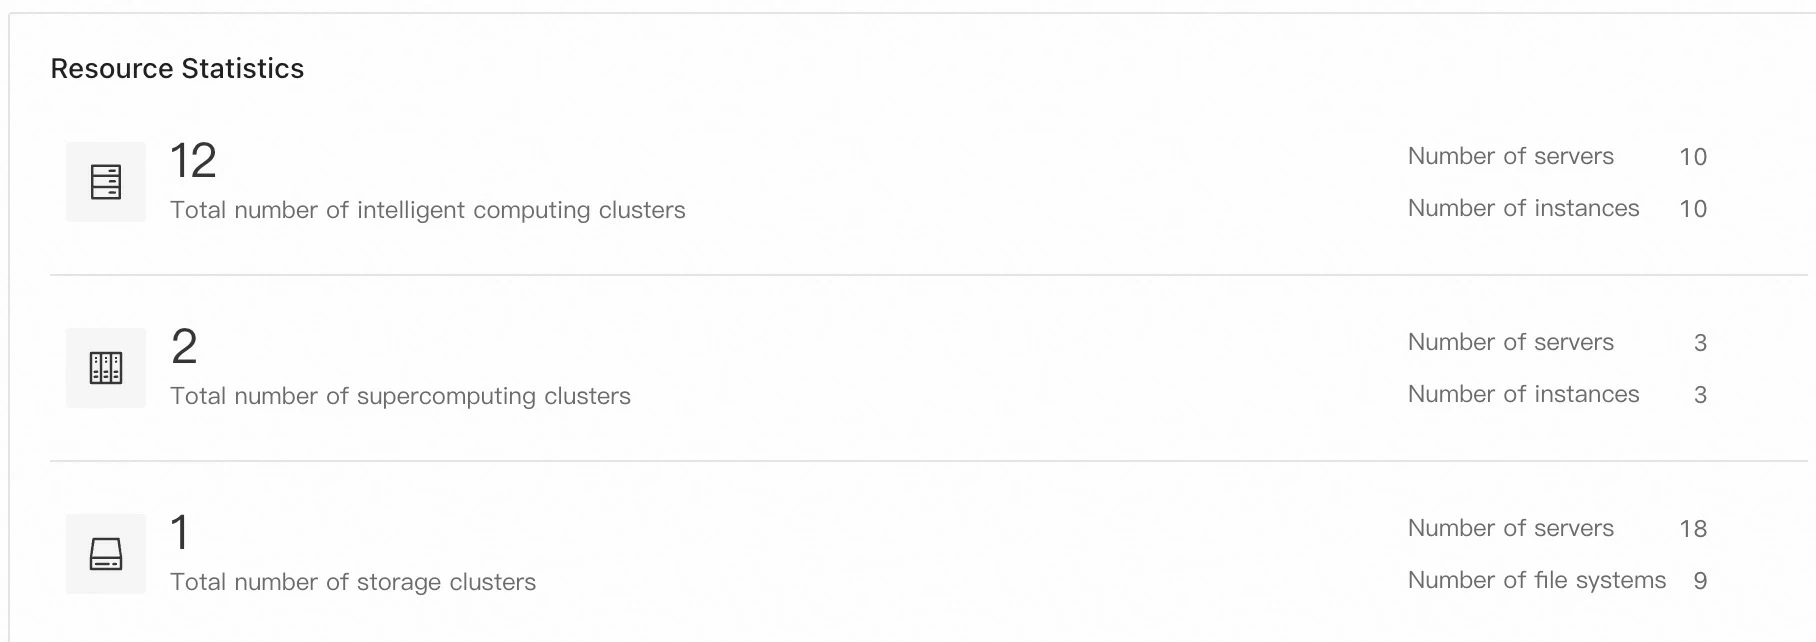 Resource Statistics
12
Total number of intelligent computing clusters
Number of servers 10
Number of instances 10
2
Total number of supercomputing clusters
Number of servers 3
Number of instances 3
1
Total number of storage clusters
Number of servers 18
Number of file systems 9